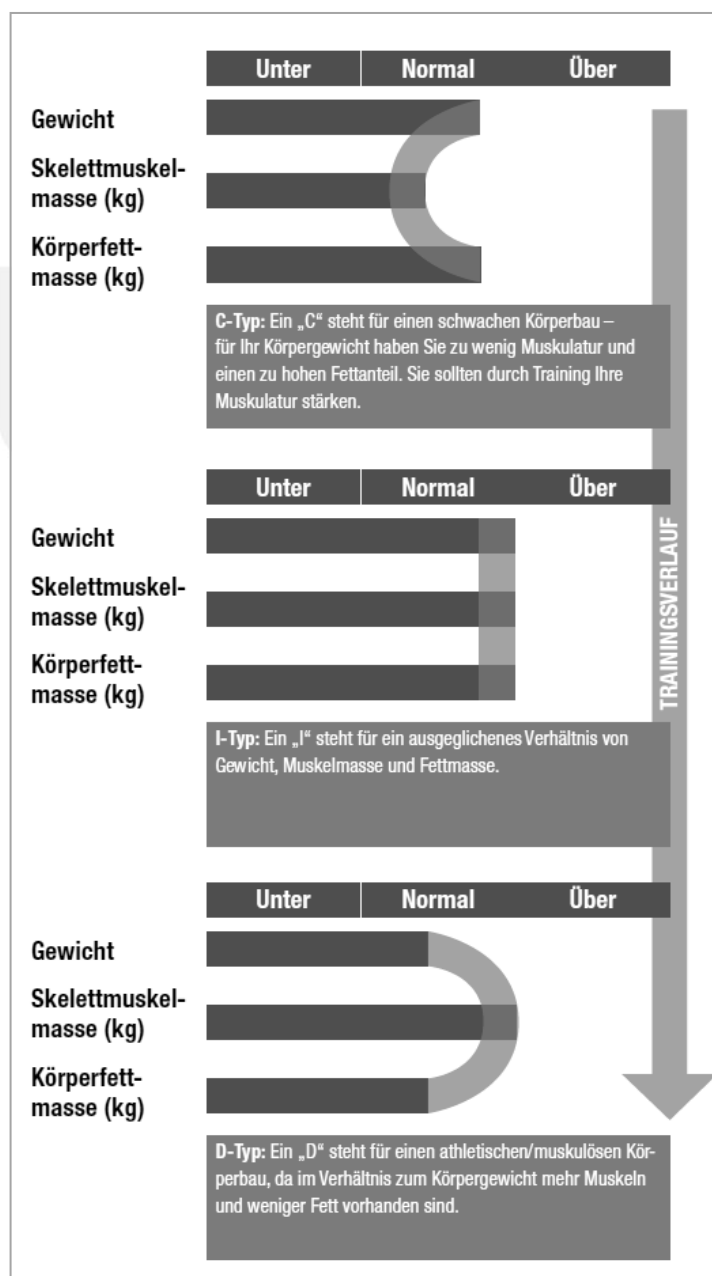 Unter Normal Über
Gewicht
Skelettmuskel-
masse (kg)
Körperfett-
masse (kg)
C-Typ: Ein „C“ steht für einen schwachen Körperbau –
für Ihr Körpergewicht haben Sie zu wenig Muskulatur und
einen zu hohen Fettanteil. Sie sollten durch Training Ihre
Muskulatur stärken.
Unter Normal Über
Gewicht
Skelettmuskel-
masse (kg)
Körperfett-
masse (kg)
I-Typ: Ein „I“ steht für ein ausgeglichenes Verhältnis von
Gewicht, Muskelmasse und Fettmasse.
Unter Normal Über
Gewicht
Skelettmuskel-
masse (kg)
Körperfett-
masse (kg)
D-Typ: Ein „D“ steht für einen athletischen/muskulösen Kör-
perbau, da im Verhältnis zum Körpergewicht mehr Muskeln
und weniger Fett vorhanden sind.
TRAININGSVERLAUF